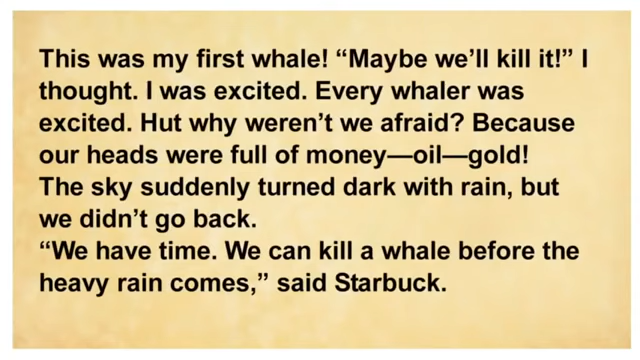 This was my first whale! “Maybe we’ll kill it!” I
thought. I was excited. Every whaler was
excited. Hut why weren’t we afraid? Because
our heads were full of money—oil—gold!
The sky suddenly turned dark with rain, but
we didn’t go back.
“We have time. We can kill a whale before the
heavy rain comes,” said Starbuck.